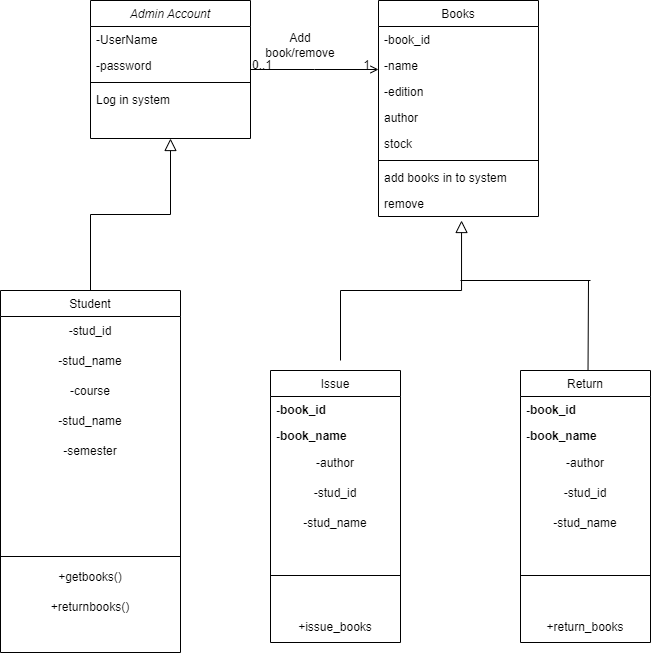 Admin Account
-UserName
-password
Log in system
Add
book/remove
0..1
1
Books
-book_id
-name
-edition
author
stock
add books in to system
remove
Student
-stud_id
-stud_name
-course
-stud_name
-semester
+getbooks()
+returnbooks()
Issue
-book_id
-book_name
-author
-stud_id
-stud_name
+issue_books
Return
-book_id
-book_name
-author
-stud_id
-stud_name
+return_books